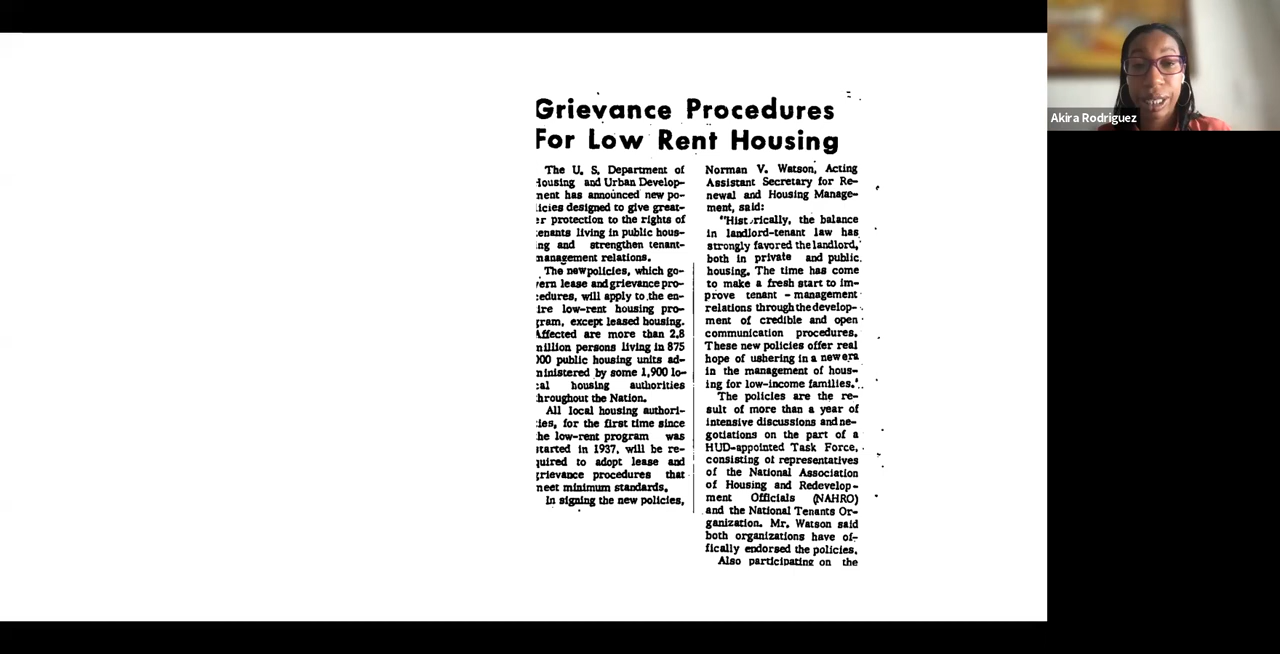 Grievance Procedures
For Low Rent Housing
The U. S. Department of
Housing and Urban Develop-
ment has announced new po-
licies designed to give great-
er protection to the rights of
tenants living in public hous-
ing and strengthen tenant-
management relations.
The newpolicies, which go-
vern lease and grievance pro-
cedures, will apply to the en-
tire low-rent housing pro-
gram, except leased housing.
Affected are more than 2.8
million persons living in 875
000 public housing units ad-
ministered by some 1,900 lo-
cal housing authorities
throughout the Nation.
All local housing authori-
ties, for the first time since
the low-rent program was
started in 1937, will be re-
quired to adopt lease and
grievance procedures that
meet minimum standards.
In signing the new policies,
Norman V. Watson, Acting
Assistant Secretary for Re-
newal and Housing Manage-
ment, said:
"Historically, the balance
in landlord-tenant law has
strongly favored the landlord,
both in private and public
housing. The time has come
to make a fresh start to im-
prove tenant - management
relations through the develop-
ment of credible and open
communication procedures.
These new policies offer real
hope of ushering in a new era
in the management of hous-
ing for low-income families.'
The policies are the re-
sult of more than a year of
intensive discussions and ne-
gotiations on the part of a
HUD-appointed Task Force,
consisting of representatives
of the National Association
of Housing and Redevelop-
ment Officials (NAHRO)
and the National Tenants Or-
ganization. Mr. Watson said
both organizations have of-
fically endorsed the policies.
Also participating on the
Akira Rodriguez